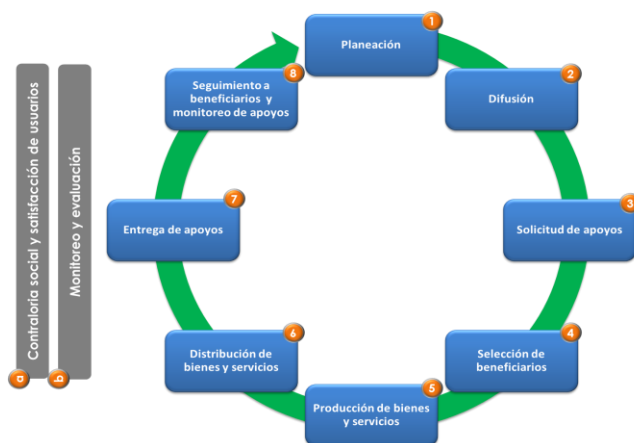 1
Planeación
2
Difusión
3
Solicitud de apoyos
4
Selección de
beneficiarios
5
Producción de bienes
y servicios
6
Distribución de
bienes y servicios
7
Entrega de apoyos
8
Seguimiento a
beneficiarios y
monitoreo de apoyos
a
Contraloría social y satisfacción de usuarios
b
Monitoreo y evaluación